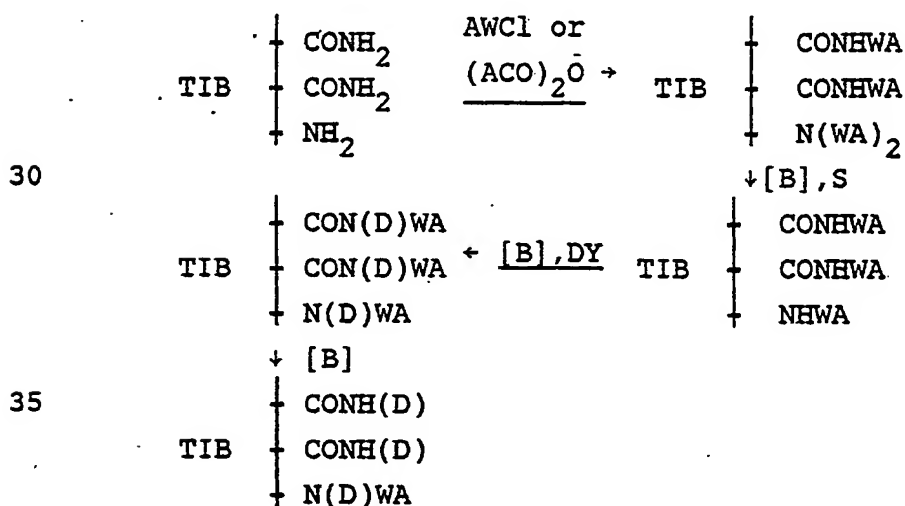 CONH2 AWCl or CONHWA
TIB CONH2 (ACO)2O → TIB CONHWA
NH2 N(WA)2
30 ↓[B],S
CON(D)WA CONHWA
TIB CON(D)WA ← [B],DY TIB CONHWA
N(D)WA NHWA
↓ [B]
35 CONH(D)
TIB CONH(D)
N(D)WA